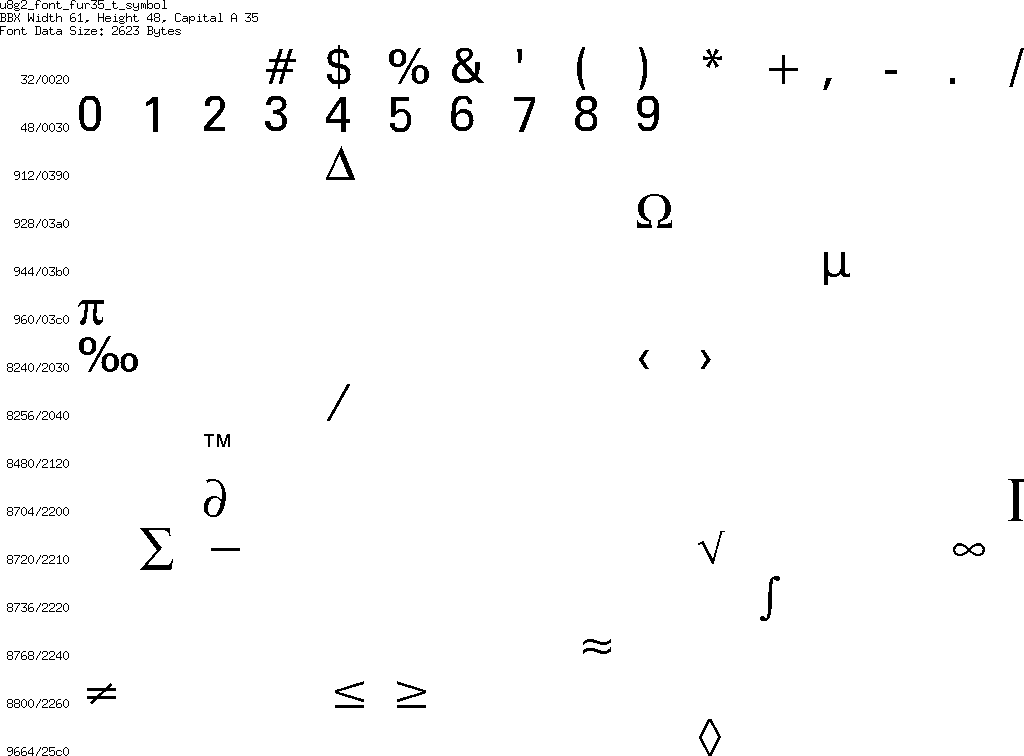 u8g2_font_fur35_t_symbol
BBX Width 61, Height 48, Capital A 35
Font Data Size: 2623 Bytes
32/0020 # $ % & ' ( ) * + , - . /
48/0030 0 1 2 3 4 5 6 7 8 9
912/0390 Δ
928/03a0 Ω
944/03b0 μ
960/03c0 π
8240/2030 ‰ ‹ ›
8256/2040 ⁄
8480/2120 ™
8704/2200 ∂ ∏
8720/2210 ∑ − √ ∞
8736/2220 ∫
8768/2240 ≈
8800/2260 ≠ ≤ ≥
9664/25c0 ◊